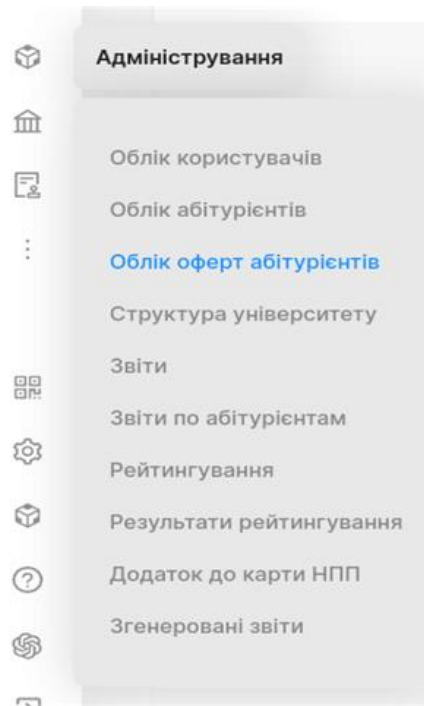 Адміністрування
Облік користувачів
Облік абітурієнтів
Облік оферт абітурієнтів
Структура університету
Звіти
Звіти по абітурієнтам
Рейтингування
Результати рейтингування
Додаток до карти НПП
Згенеровані звіти